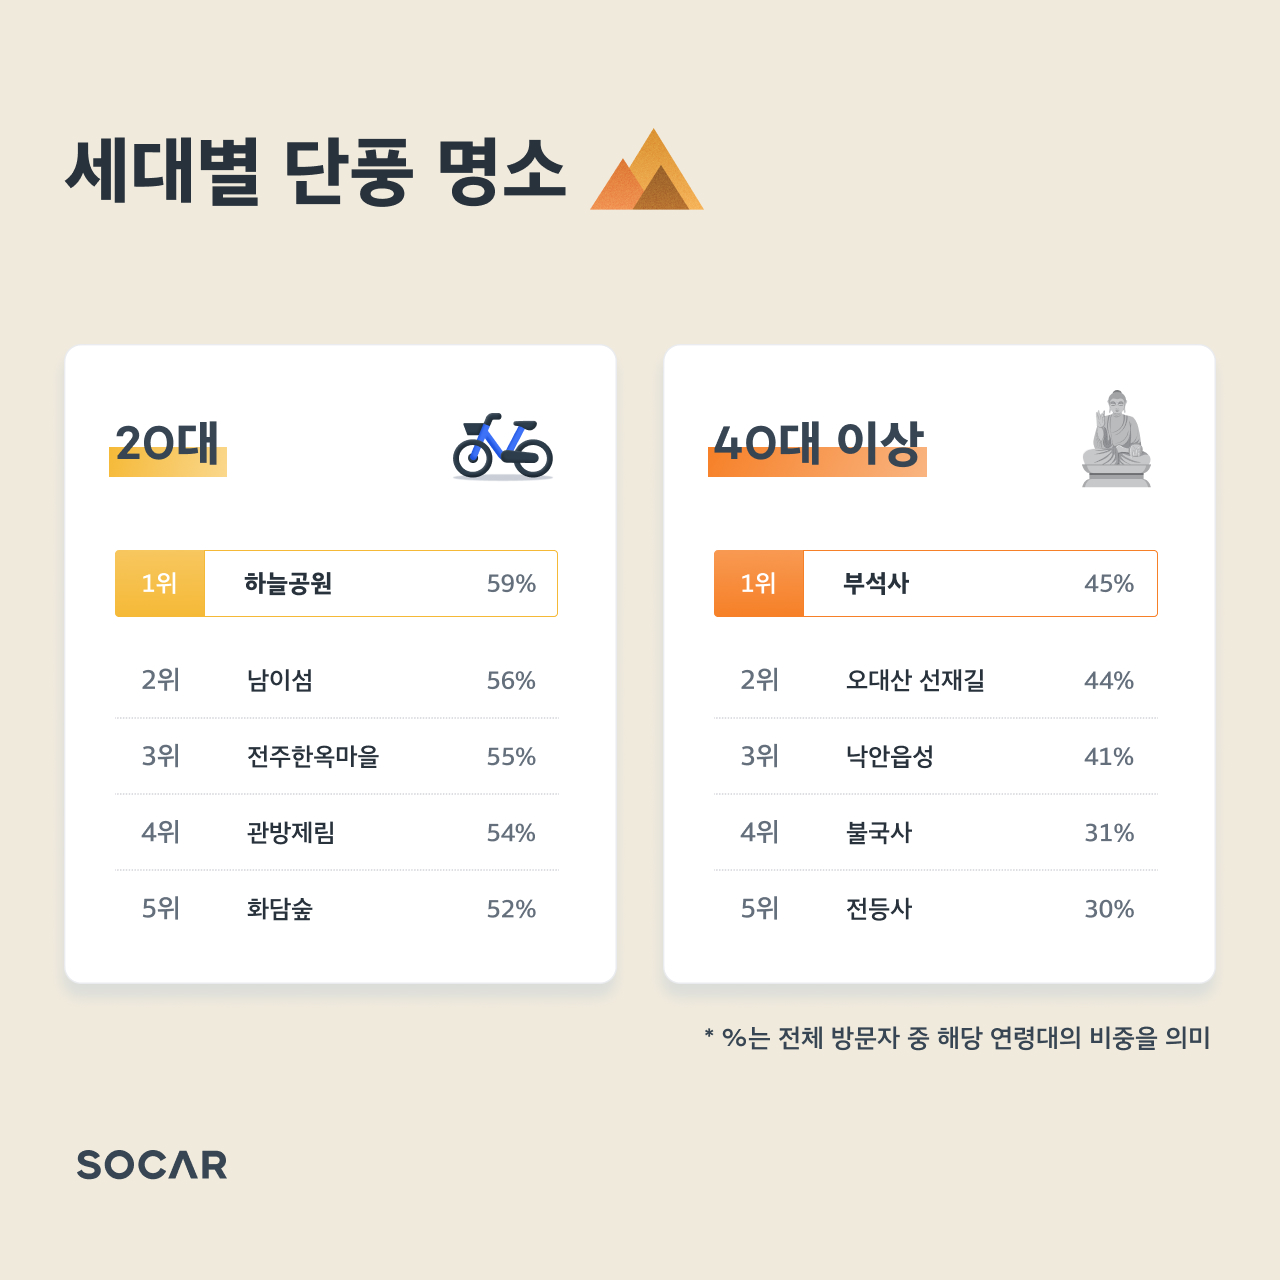 세대별 단풍 명소
20대
1위 하늘공원 59%
2위 남이섬 56%
3위 전주한옥마을 55%
4위 관방제림 54%
5위 화담숲 52%
40대 이상
1위 부석사 45%
2위 오대산 선재길 44%
3위 낙안읍성 41%
4위 불국사 31%
5위 전등사 30%
* %는 전체 방문자 중 해당 연령대의 비중을 의미
SOCAR